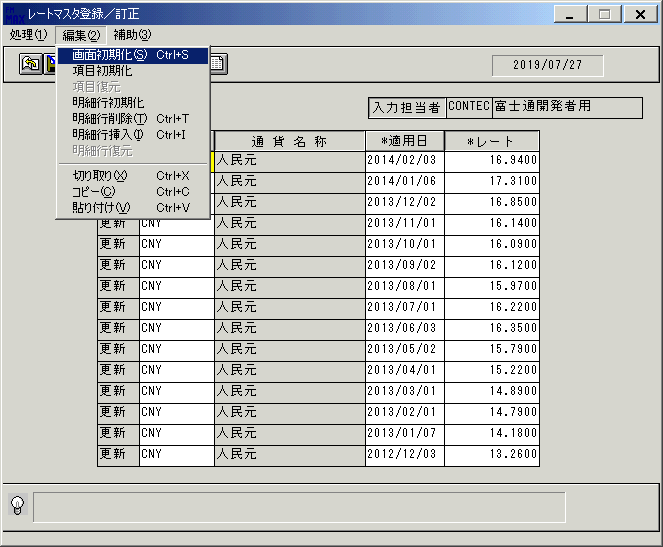 レートマスタ登録／訂正
処理(1) 編集(2) 補助(3)
画面初期化(S) Ctrl+S
項目初期化
項目復元
明細行初期化
明細行削除(T) Ctrl+T
明細行挿入(I) Ctrl+I
明細行復元
切り取り(X) Ctrl+X
コピー(C) Ctrl+C
貼り付け(V) Ctrl+V
2019/07/27
入力担当者 CONTEC 富士通開発者用
通貨名称 *適用日 *レート
人民元 2014/02/03 16.9400
人民元 2014/01/06 17.3100
人民元 2013/12/02 16.8500
更新 CNY 人民元 2013/11/01 16.1400
更新 CNY 人民元 2013/10/01 16.0900
更新 CNY 人民元 2013/09/02 16.1200
更新 CNY 人民元 2013/08/01 15.9700
更新 CNY 人民元 2013/07/01 16.2200
更新 CNY 人民元 2013/06/03 16.3500
更新 CNY 人民元 2013/05/02 15.7900
更新 CNY 人民元 2013/04/01 15.2200
更新 CNY 人民元 2013/03/01 14.8900
更新 CNY 人民元 2013/02/01 14.7900
更新 CNY 人民元 2013/01/07 14.1800
更新 CNY 人民元 2012/12/03 13.2600